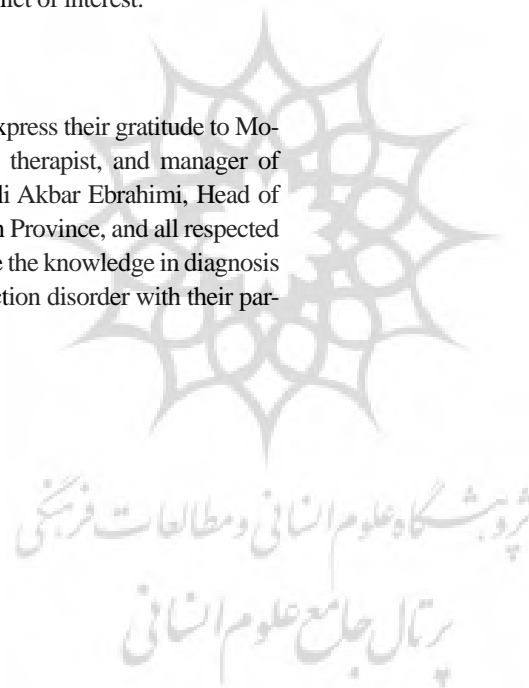 lict of interest.
xpress their gratitude to Mo-
therapist, and manager of
li Akbar Ebrahimi, Head of
n Province, and all respected
e the knowledge in diagnosis
ction disorder with their par-
پژوهشگاه علوم انسانی و مطالعات فرهنگی
پرتال جامع علوم انسانی